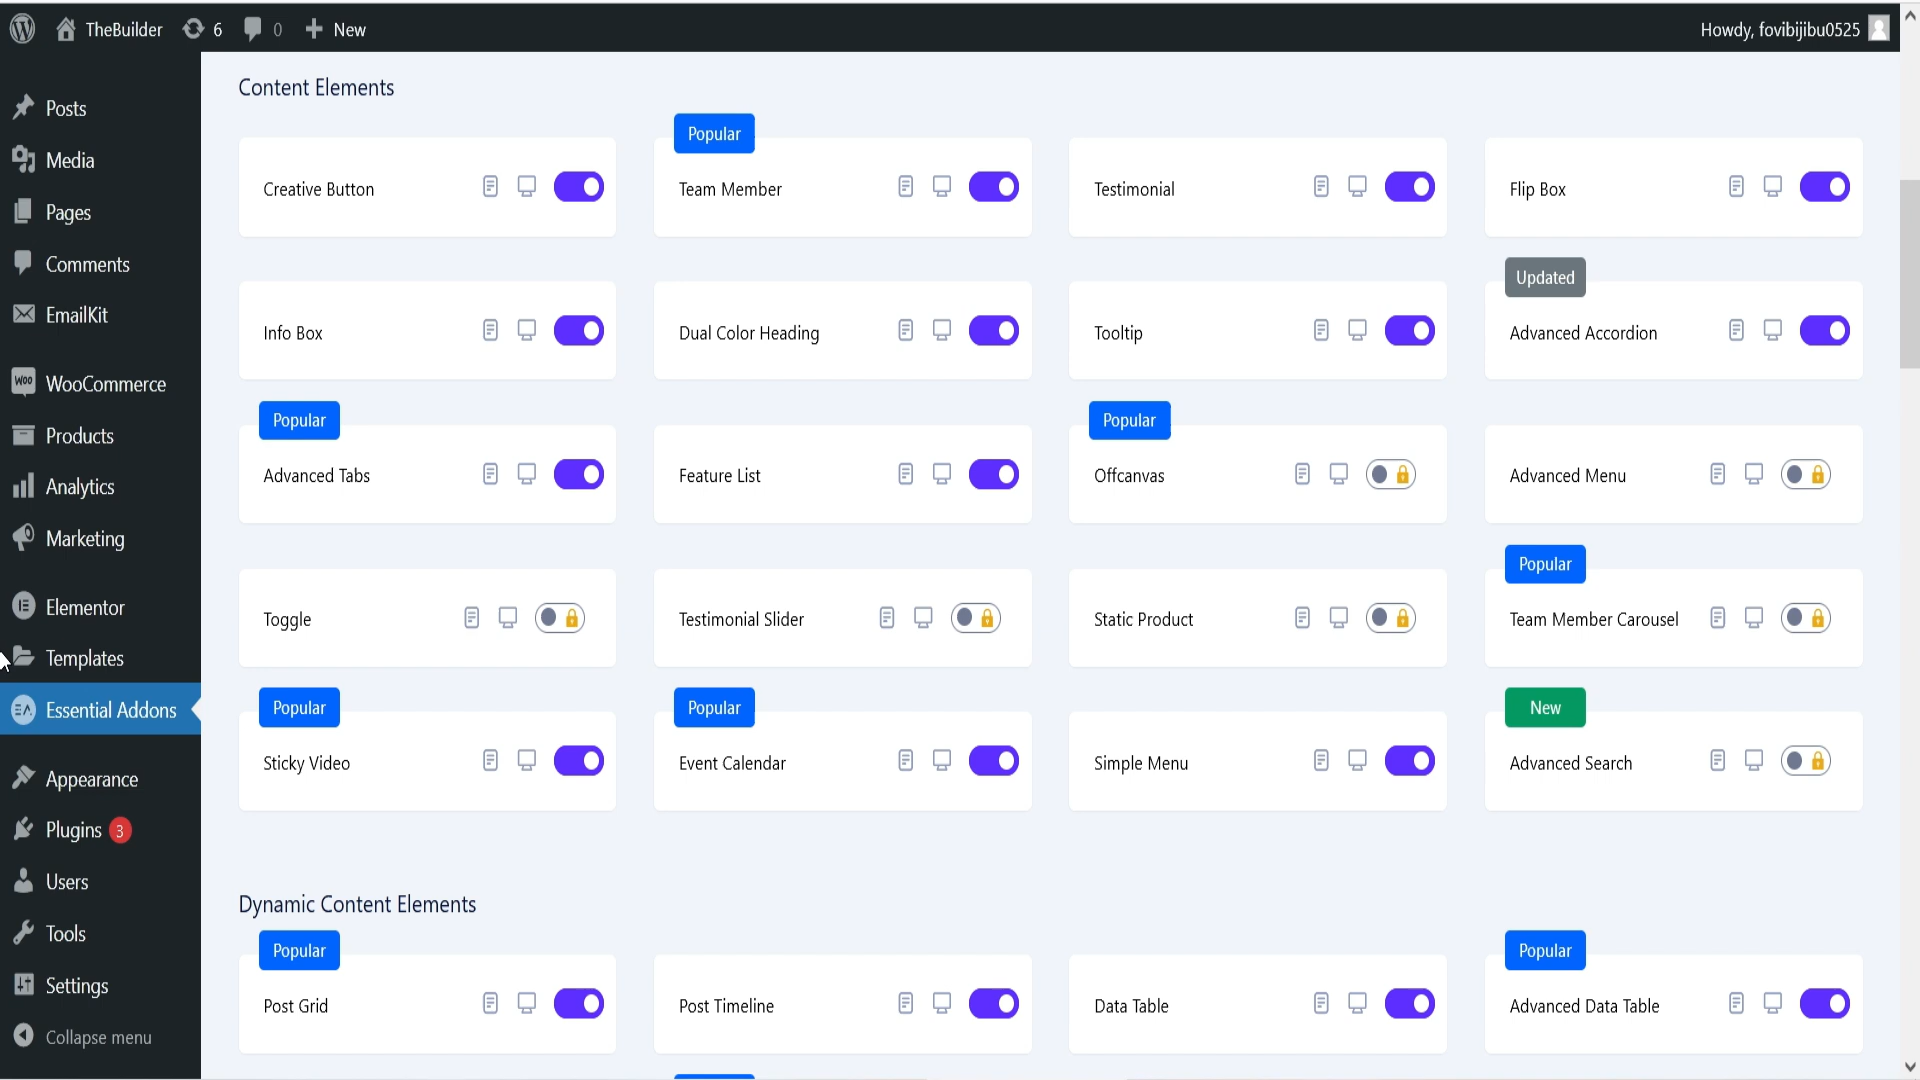 TheBuilder 6 0 New Howdy, fovibijibu0525
Posts
Media
Pages
Comments
EmailKit
WooCommerce
Products
Analytics
Marketing
Elementor
Templates
Essential Addons
Appearance
Plugins 3
Users
Tools
Settings
Collapse menu
Content Elements
Popular
Creative Button Team Member Testimonial Flip Box
Updated
Info Box Dual Color Heading Tooltip Advanced Accordion
Popular Popular
Advanced Tabs Feature List Offcanvas Advanced Menu
Popular
Toggle Testimonial Slider Static Product Team Member Carousel
Popular Popular New
Sticky Video Event Calendar Simple Menu Advanced Search
Dynamic Content Elements
Popular Popular
Post Grid Post Timeline Data Table Advanced Data Table